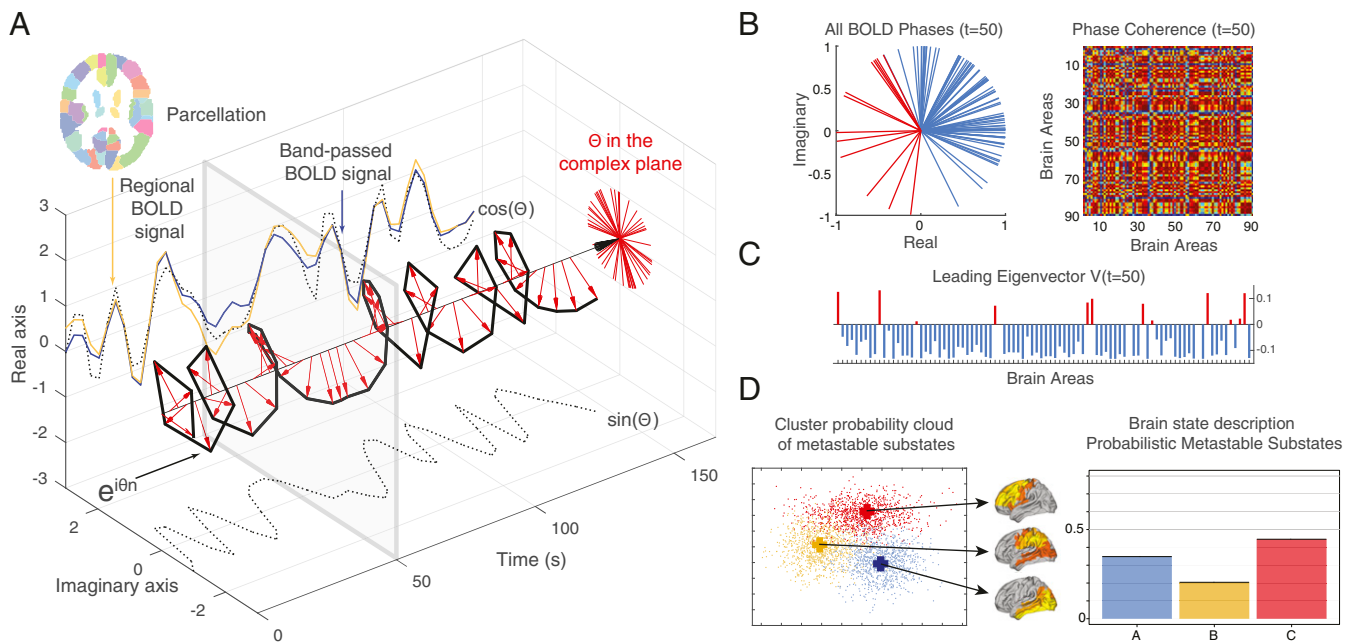 A
Parcellation
Regional
BOLD
signal
Band-passed
BOLD signal
Θ in the
complex plane
cos(Θ)
sin(Θ)
e^iθn
Real axis
3
2
1
0
-1
-2
-3
Imaginary axis
2
0
-2
Time (s)
0
50
100
150
B
All BOLD Phases (t=50)
Imaginary
1
0.5
0
-0.5
-1
-1
0
1
Real
Phase Coherence (t=50)
Brain Areas
10
30
50
70
90
10
30
50
70
90
Brain Areas
C
Leading Eigenvector V(t=50)
0.1
0
-0.1
Brain Areas
D
Cluster probability cloud
of metastable substates
Brain state description
Probabilistic Metastable Substates
0.5
0
A
B
C